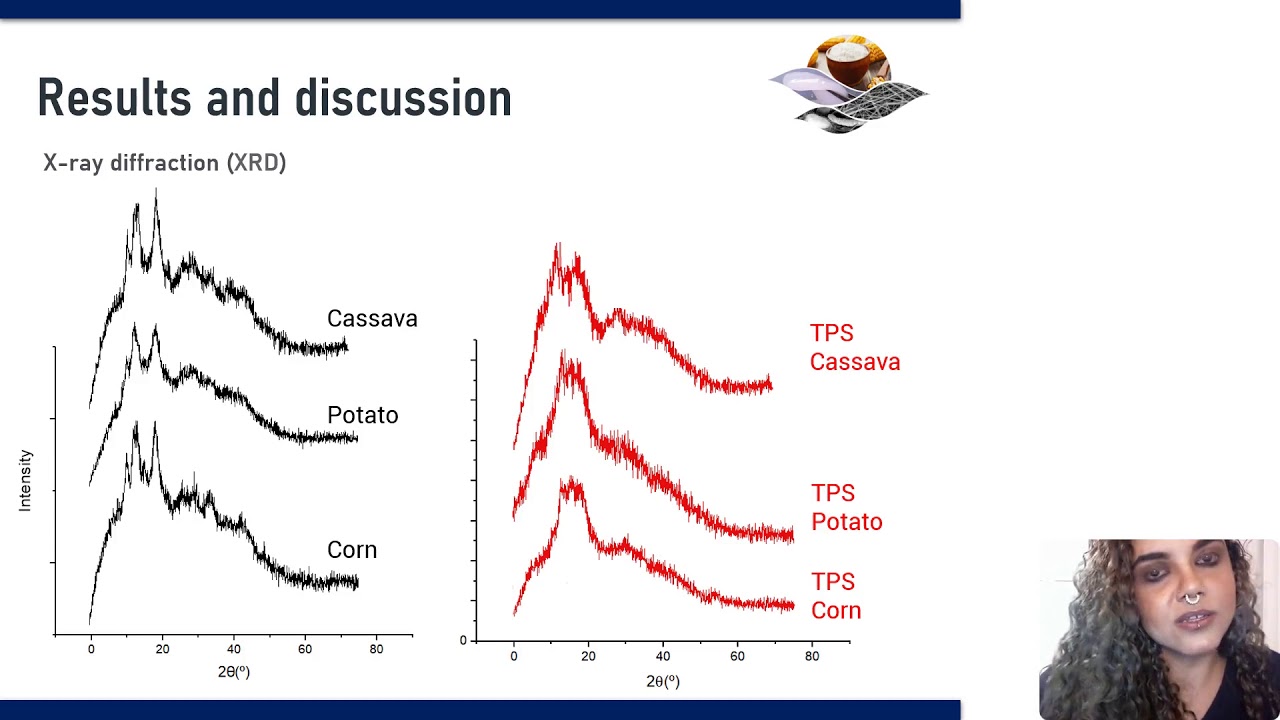 Results and discussion
X-ray diffraction (XRD)
Cassava
Potato
Corn
Intensity
0 20 40 60 80
2θ(º)
TPS
Cassava
TPS
Potato
TPS
Corn
0
0 20 40 60 80
2θ(º)